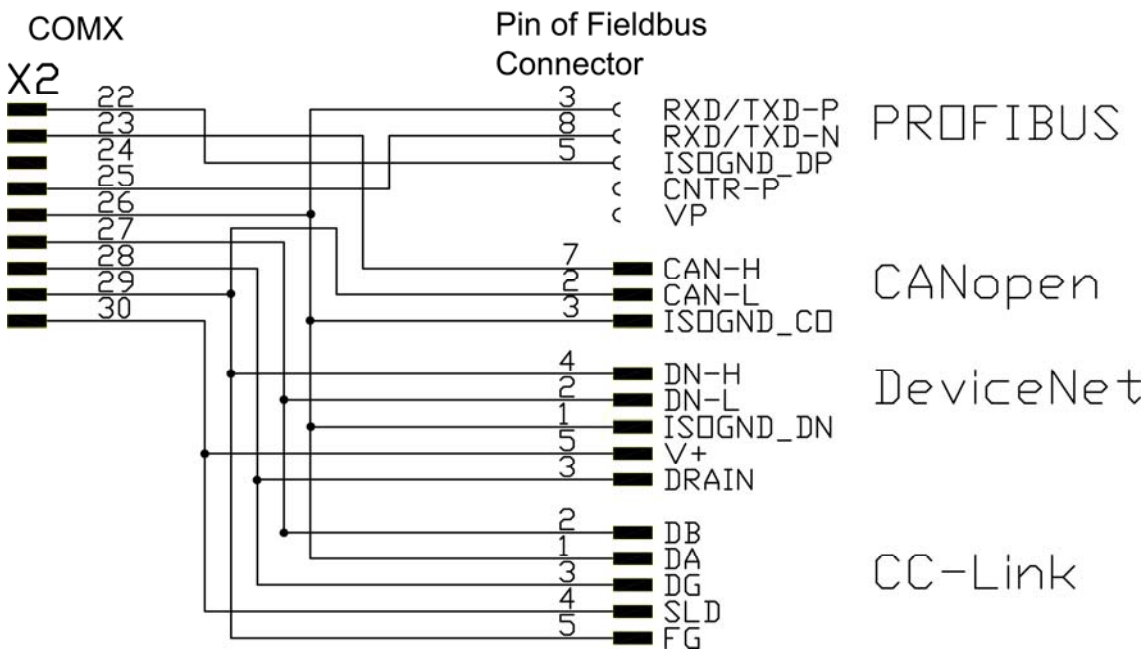 COMX
Pin of Fieldbus
Connector
X2
22
23
24
25
26
27
28
29
30
3 RXD/TXD-P
8 RXD/TXD-N
5 ISOGND_DP
CNTR-P
VP
PROFIBUS
7 CAN-H
2 CAN-L
3 ISOGND_CO
CANopen
4 DN-H
2 DN-L
1 ISOGND_DN
5 V+
3 DRAIN
DeviceNet
2 DB
1 DA
3 DG
4 SLD
5 FG
CC-Link